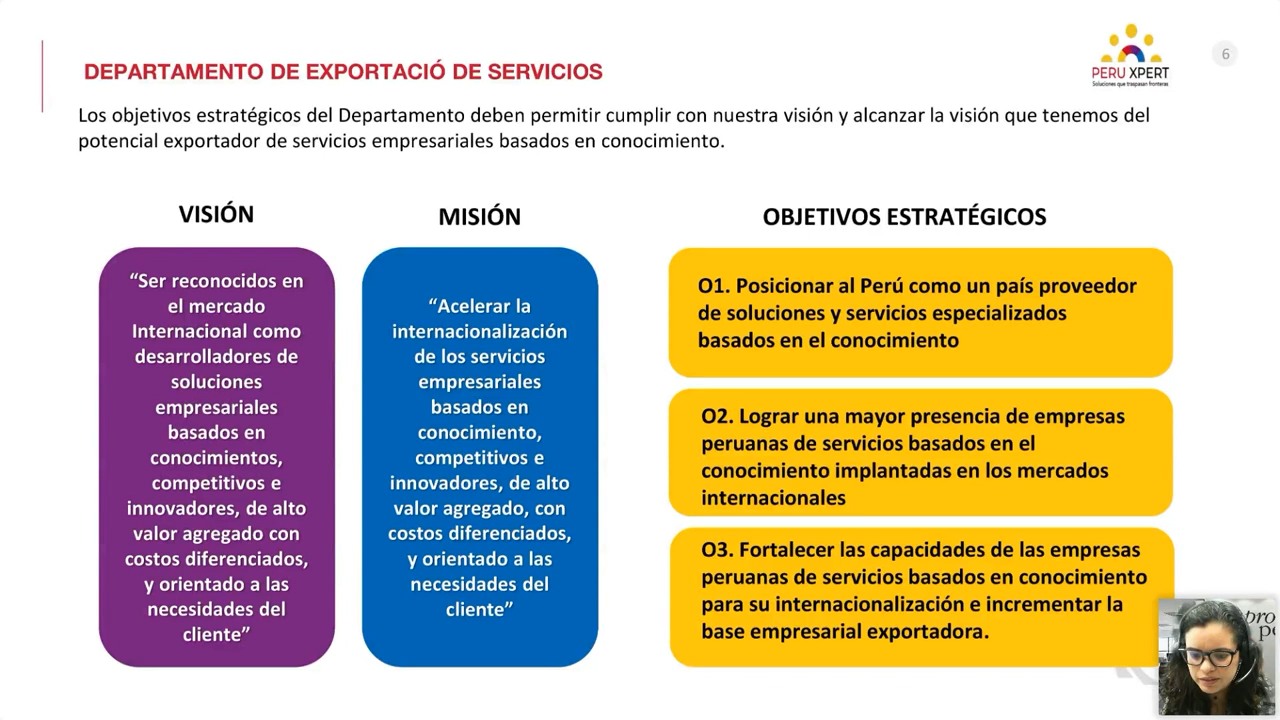 DEPARTAMENTO DE EXPORTACIÓ DE SERVICIOS
PERU XPERT
Soluciones que traspasan fronteras
6
Los objetivos estratégicos del Departamento deben permitir cumplir con nuestra visión y alcanzar la visión que tenemos del
potencial exportador de servicios empresariales basados en conocimiento.
VISIÓN
“Ser reconocidos en
el mercado
Internacional como
desarrolladores de
soluciones
empresariales
basados en
conocimientos,
competitivos e
innovadores, de alto
valor agregado con
costos diferenciados,
y orientado a las
necesidades del
cliente”
MISIÓN
“Acelerar la
internacionalización
de los servicios
empresariales
basados en
conocimiento,
competitivos e
innovadores, de alto
valor agregado, con
costos diferenciados,
y orientado a las
necesidades del
cliente”
OBJETIVOS ESTRATÉGICOS
O1. Posicionar al Perú como un país proveedor
de soluciones y servicios especializados
basados en el conocimiento
O2. Lograr una mayor presencia de empresas
peruanas de servicios basados en el
conocimiento implantadas en los mercados
internacionales
O3. Fortalecer las capacidades de las empresas
peruanas de servicios basados en conocimiento
para su internacionalización e incrementar la
base empresarial exportadora.